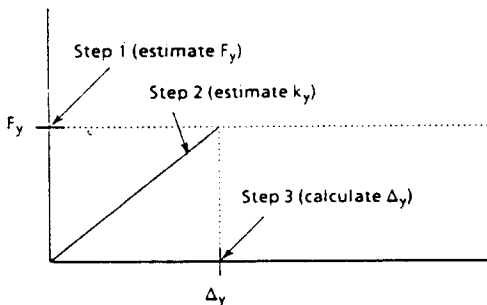 Step 1 (estimate Fy)
Step 2 (estimate ky)
Fy
Step 3 (calculate Δy)
Δy